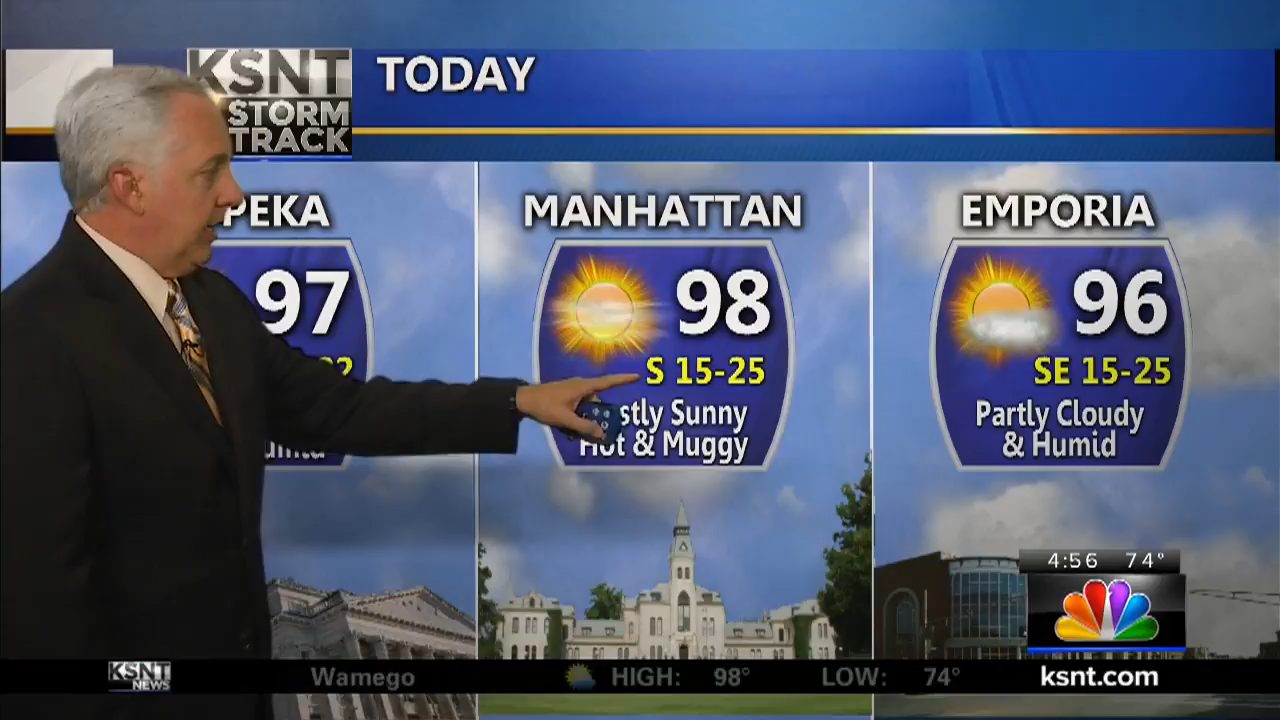 KSNT
STORM
TRACK
TODAY
PEKA
97
MANHATTAN
98
S 15-25
stly Sunny
Hot & Muggy
EMPORIA
96
SE 15-25
Partly Cloudy
& Humid
4:56 74°
KSNT
NEWS
Wamego HIGH: 98° LOW: 74°
ksnt.com